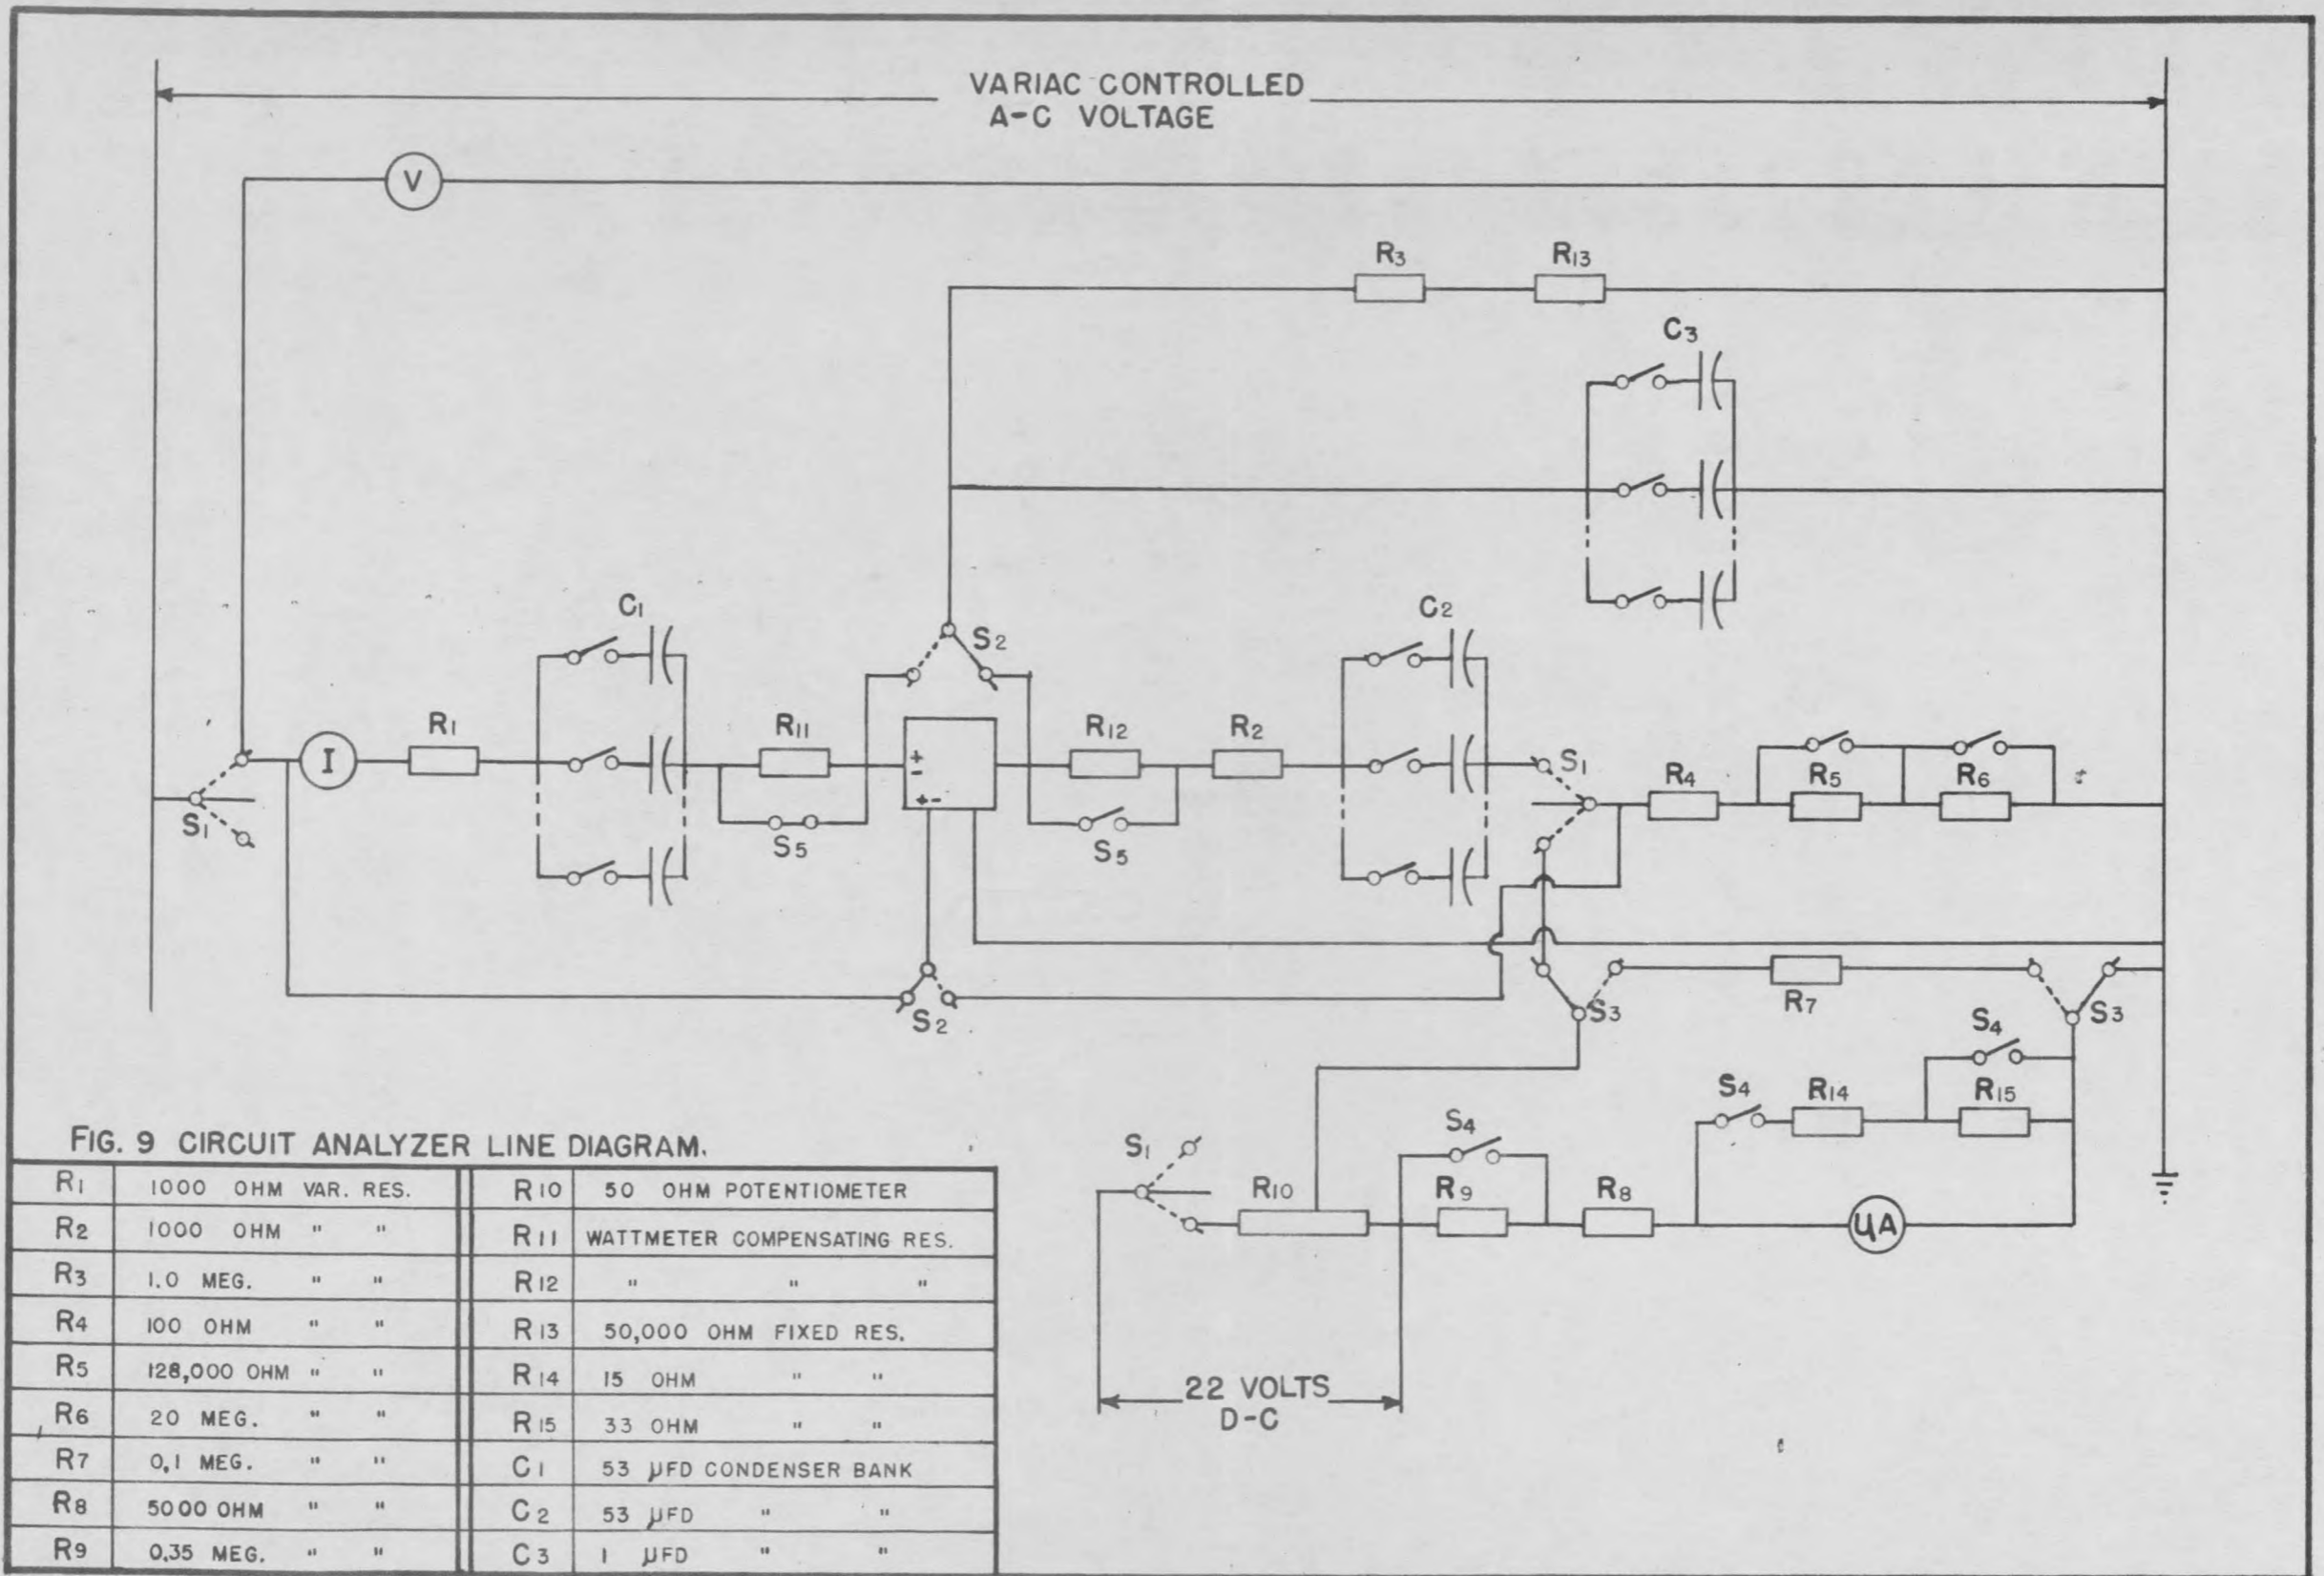 VARIAC CONTROLLED
A-C VOLTAGE
V
R3 R13
C3
C1 C2
S2
R1 R11 R12 R2 S1
I
+
-
+-
R4 R5 R6
S1
S5 S5
S2
S3 R7 S3
S4
S4 R14 R15
S1 S4
R10 R9 R8
µA
22 VOLTS
D-C
FIG. 9 CIRCUIT ANALYZER LINE DIAGRAM.
R1 1000 OHM VAR. RES. R10 50 OHM POTENTIOMETER
R2 1000 OHM " " R11 WATTMETER COMPENSATING RES.
R3 1.0 MEG. " " R12 " " "
R4 100 OHM " " R13 50,000 OHM FIXED RES.
R5 128,000 OHM " " R14 15 OHM " "
R6 20 MEG. " " R15 33 OHM " "
R7 0,1 MEG. " " C1 53 µFD CONDENSER BANK
R8 5000 OHM " " C2 53 µFD " "
R9 0.35 MEG. " " C3 1 µFD " "